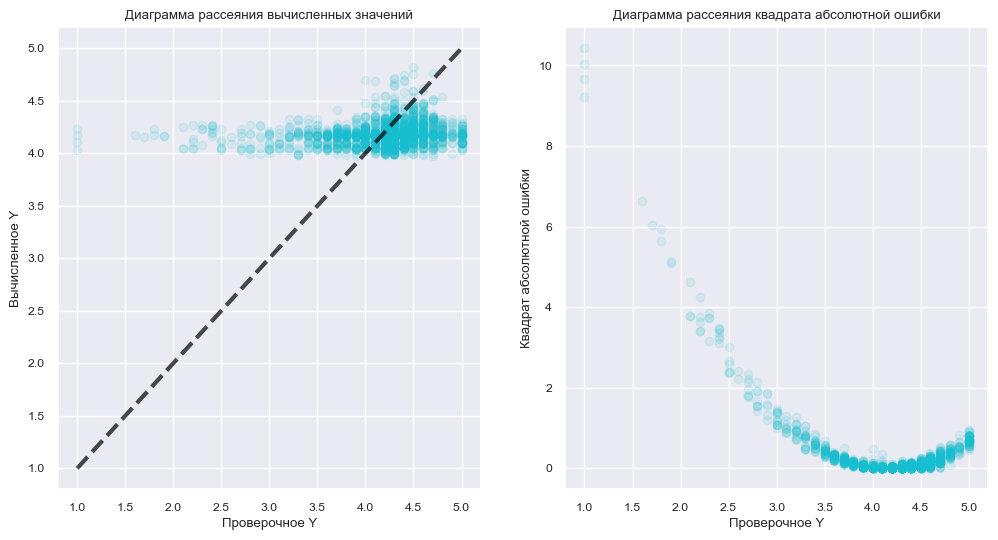 Диаграмма рассеяния вычисленных значений
5.0
4.5
4.0
3.5
3.0
2.5
2.0
1.5
1.0
Вычисленное Y
1.0 1.5 2.0 2.5 3.0 3.5 4.0 4.5 5.0
Проверочное Y
Диаграмма рассеяния квадрата абсолютной ошибки
10
8
6
4
2
0
Квадрат абсолютной ошибки
1.0 1.5 2.0 2.5 3.0 3.5 4.0 4.5 5.0
Проверочное Y